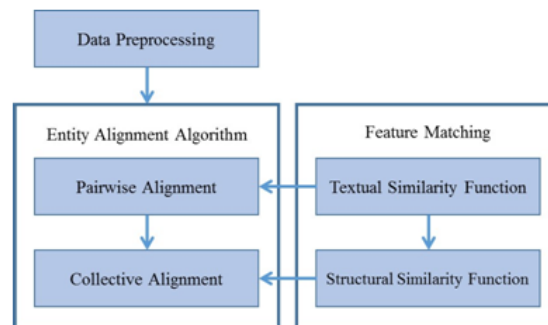 Data Preprocessing
Entity Alignment Algorithm
Pairwise Alignment
Collective Alignment
Feature Matching
Textual Similarity Function
Structural Similarity Function